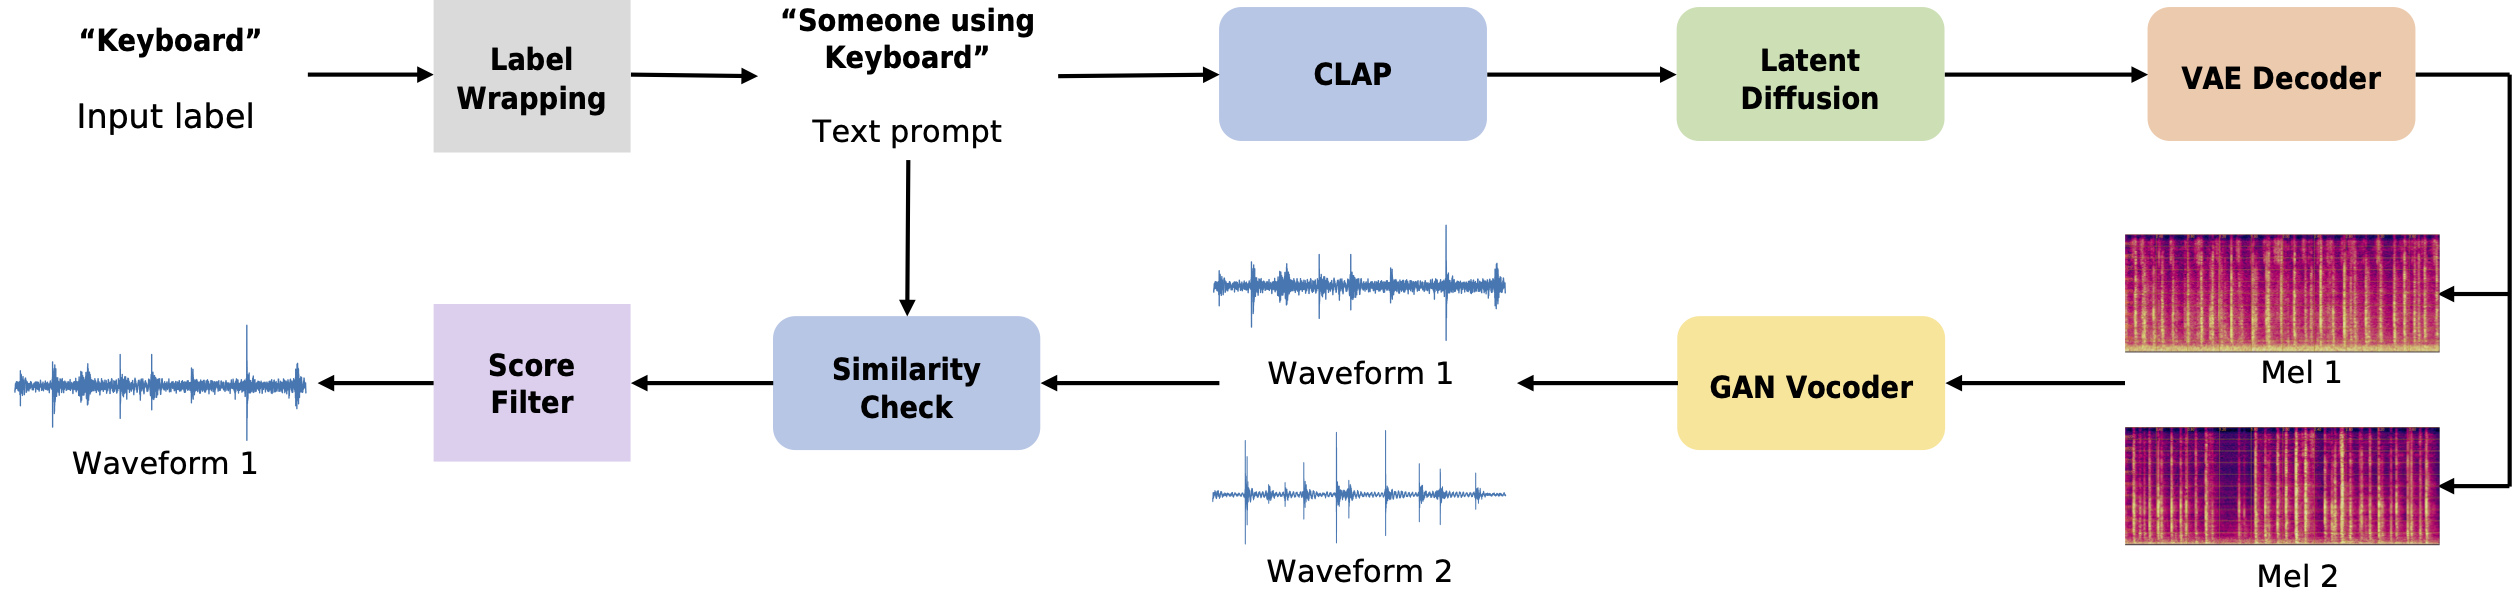 “Keyboard”
Input label
Label
Wrapping
“Someone using
Keyboard”
Text prompt
CLAP
Latent
Diffusion
VAE Decoder
Mel 1
Mel 2
GAN Vocoder
Waveform 1
Waveform 2
Similarity
Check
Score
Filter
Waveform 1